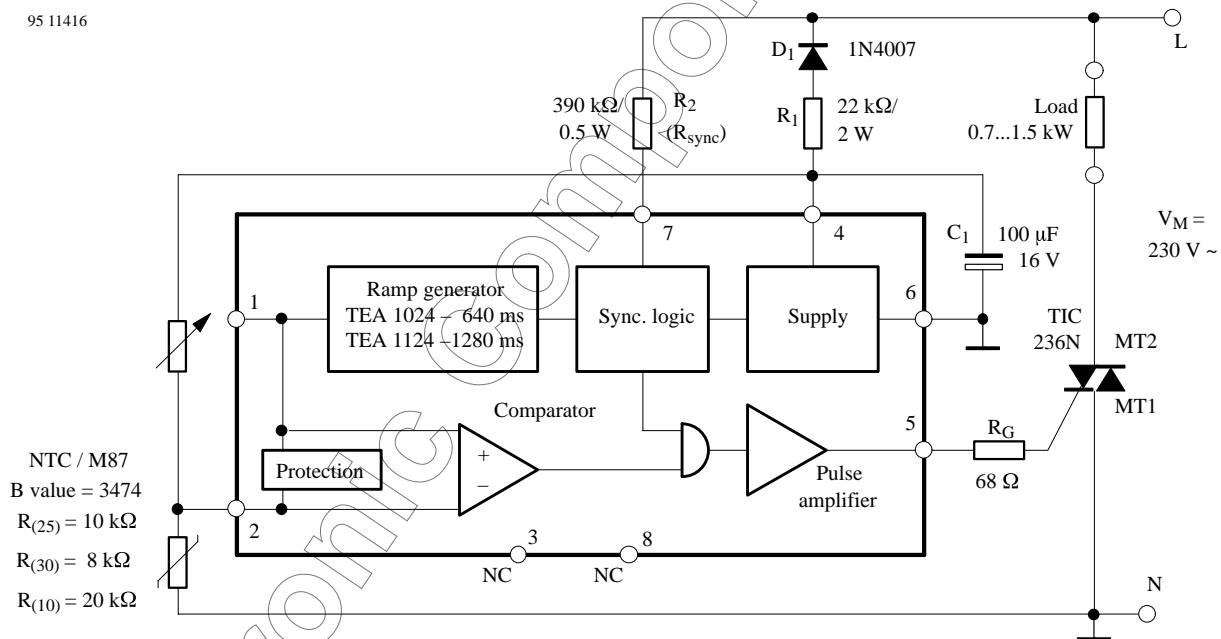 95 11416
L
D1
1N4007
390 kΩ/
0.5 W
R2
(Rsync)
R1
22 kΩ/
2 W
Load
0.7...1.5 kW
7
4
C1
100 μF
16 V
VM =
230 V ~
1
Ramp generator
TEA 1024 – 640 ms
TEA 1124 –1280 ms
Sync. logic
Supply
6
TIC
236N
MT2
MT1
Comparator
+
–
Protection
Pulse
amplifier
5
RG
68 Ω
NTC / M87
B value = 3474
R(25) = 10 kΩ
R(30) = 8 kΩ
R(10) = 20 kΩ
2
3
NC
8
NC
N
onic Compo